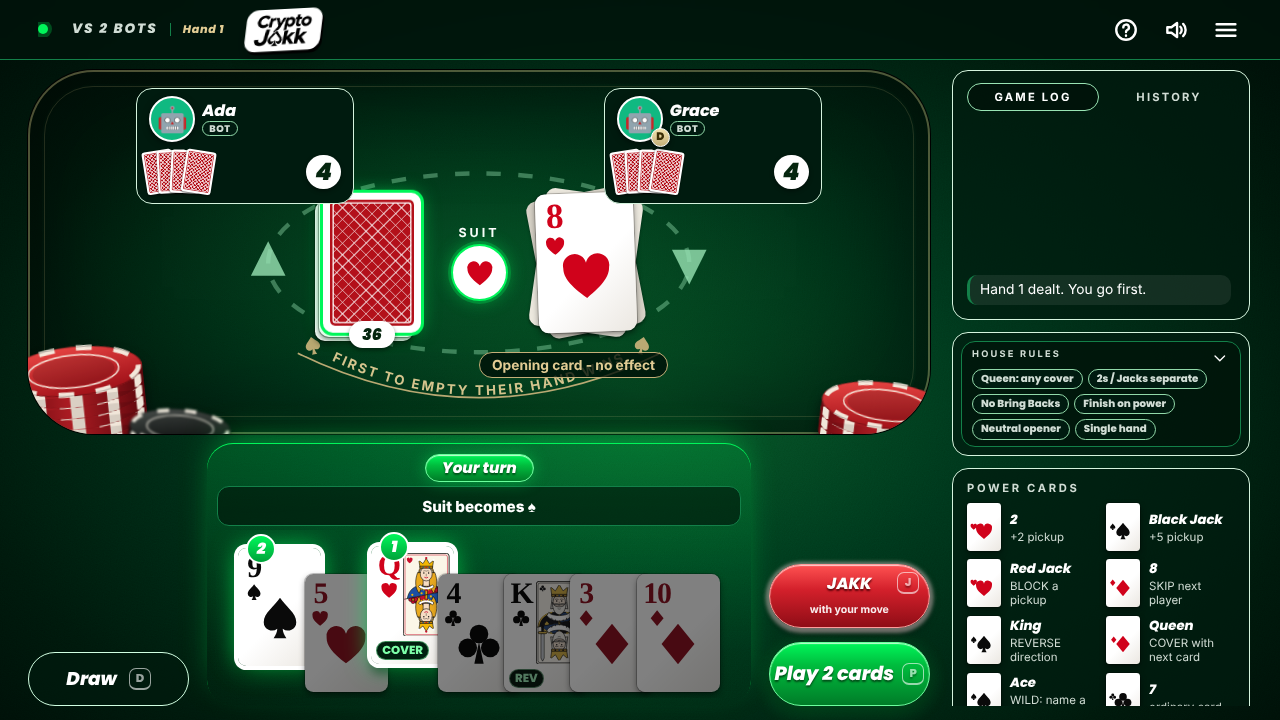 VS 2 BOTS
Hand 1
Crypto
Jokk
Ada
BOT
4
Grace
BOT
D
4
SUIT
8
36
FIRST TO EMPTY THEIR HAND
Opening card - no effect
GAME LOG
HISTORY
Hand 1 dealt. You go first.
HOUSE RULES
Queen: any cover
2s / Jacks separate
No Bring Backs
Finish on power
Neutral opener
Single hand
POWER CARDS
2
+2 pickup
Black Jack
+5 pickup
Red Jack
BLOCK a
pickup
8
SKIP next
player
King
REVERSE
direction
Queen
COVER with
next card
Ace
WILD: name a
7
ordinary card
Your turn
Suit becomes ♠
2
9
5
1
Q
COVER
4
K
REV
3
10
JAKK J
with your move
Play 2 cards P
Draw D